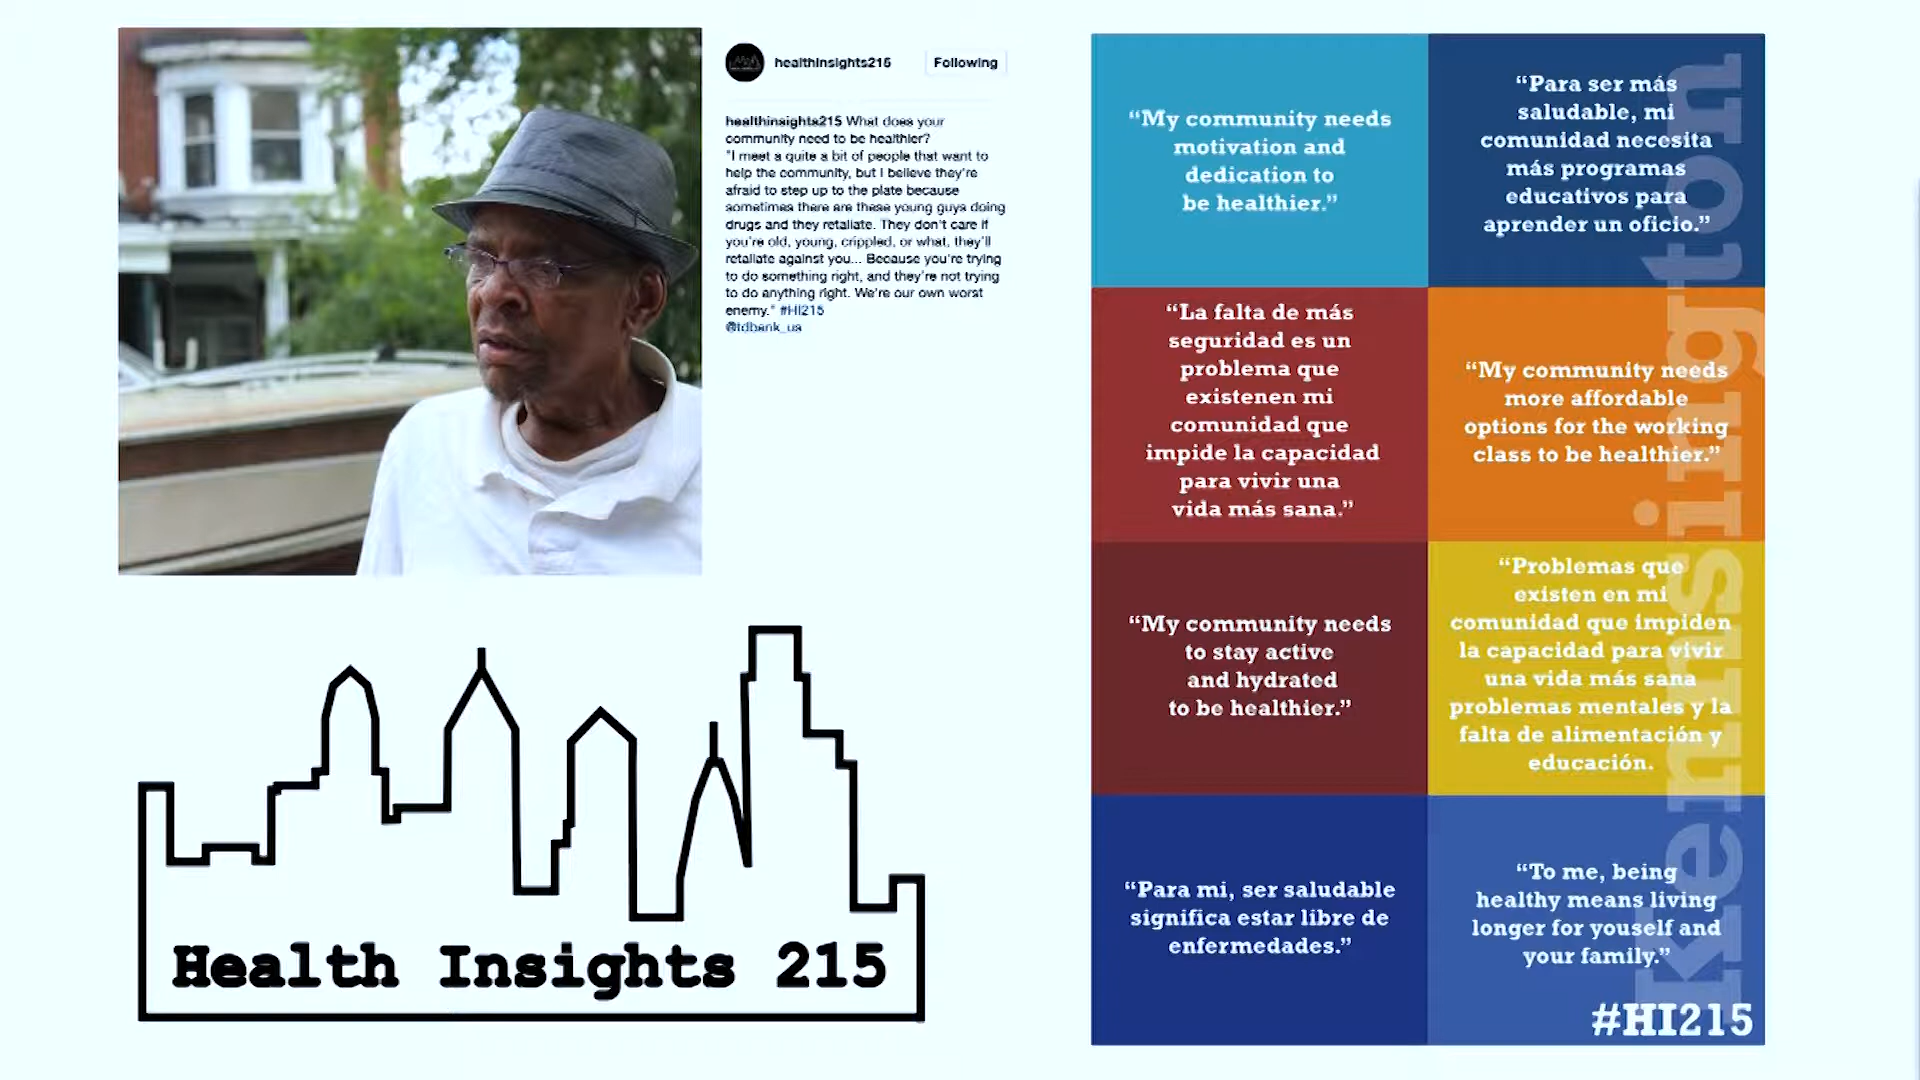 healthinsights215 Following
healthinsights215 What does your
community need to be healthier?
"I meet a quite a bit of people that want to
help the community, but I believe they're
afraid to step up to the plate because
sometimes there are these young guys doing
drugs and they retaliate. They don't care if
you're old, young, crippled, or what, they'll
retaliate against you... Because you're trying
to do something right, and they're not trying
to do anything right. We're our own worst
enemy." #HI215
@tdbank_us
Health Insights 215
“My community needs
motivation and
dedication to
be healthier.”
“Para ser más
saludable, mi
comunidad necesita
más programas
educativos para
aprender un oficio.”
“La falta de más
seguridad es un
problema que
existenen mi
comunidad que
impide la capacidad
para vivir una
vida más sana.”
“My community needs
more affordable
options for the working
class to be healthier.”
“My community needs
to stay active
and hydrated
to be healthier.”
“Problemas que
existen en mi
comunidad que impiden
la capacidad para vivir
una vida más sana
problemas mentales y la
falta de alimentación y
educación.
“Para mi, ser saludable
significa estar libre de
enfermedades.”
“To me, being
healthy means living
longer for youself and
your family.”
Kennsington
#HI215